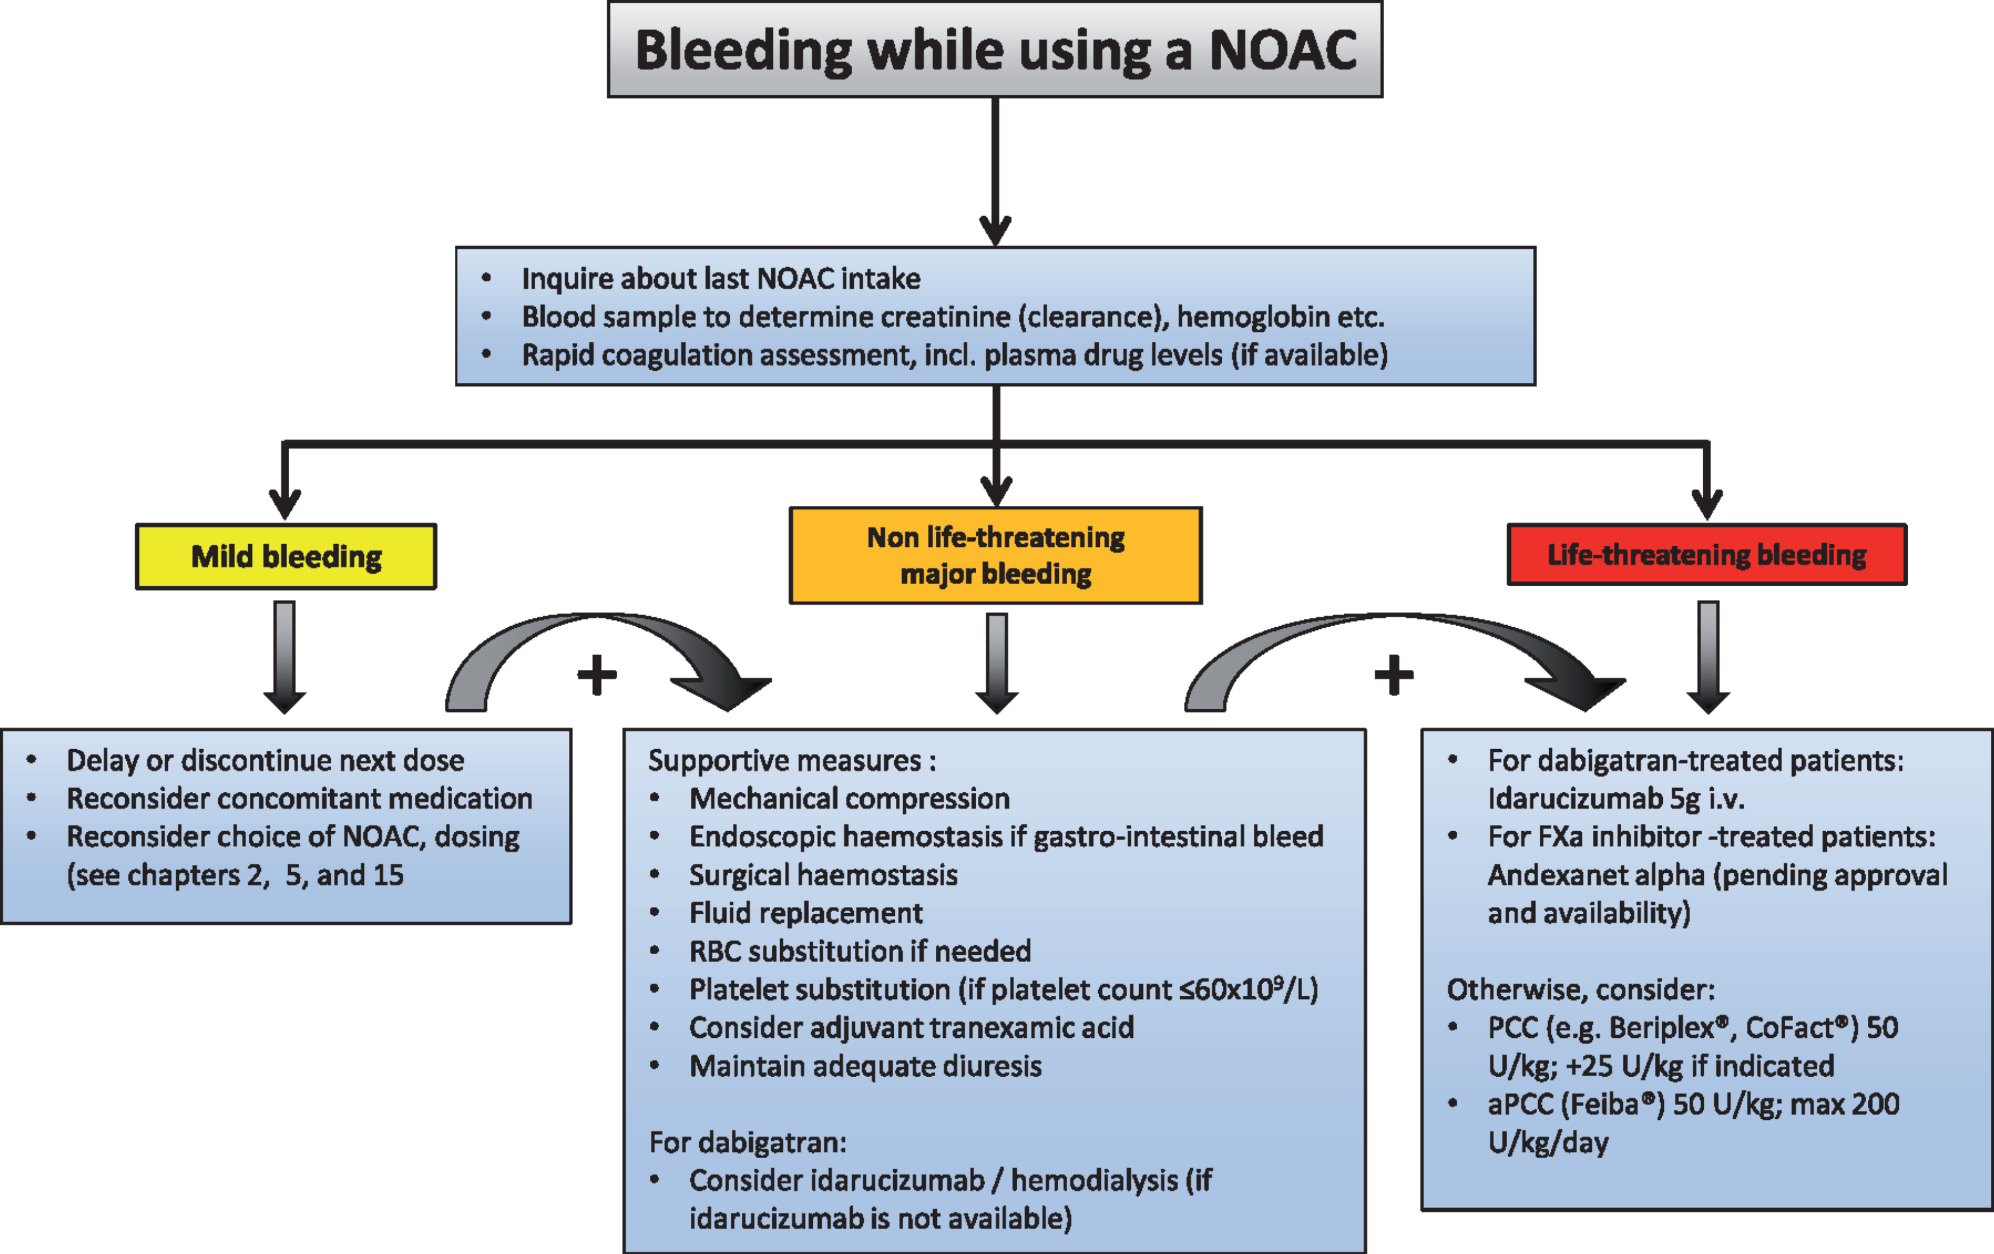 Bleeding while using a NOAC
• Inquire about last NOAC intake
• Blood sample to determine creatinine (clearance), hemoglobin etc.
• Rapid coagulation assessment, incl. plasma drug levels (if available)
Mild bleeding
Non life-threatening
major bleeding
Life-threatening bleeding
+
+
• Delay or discontinue next dose
• Reconsider concomitant medication
• Reconsider choice of NOAC, dosing
(see chapters 2, 5, and 15
Supportive measures :
• Mechanical compression
• Endoscopic haemostasis if gastro-intestinal bleed
• Surgical haemostasis
• Fluid replacement
• RBC substitution if needed
• Platelet substitution (if platelet count ≤60x10⁹/L)
• Consider adjuvant tranexamic acid
• Maintain adequate diuresis
For dabigatran:
• Consider idarucizumab / hemodialysis (if
idarucizumab is not available)
• For dabigatran-treated patients:
Idarucizumab 5g i.v.
• For FXa inhibitor -treated patients:
Andexanet alpha (pending approval
and availability)
Otherwise, consider:
• PCC (e.g. Beriplex®, CoFact®) 50
U/kg; +25 U/kg if indicated
• aPCC (Feiba®) 50 U/kg; max 200
U/kg/day